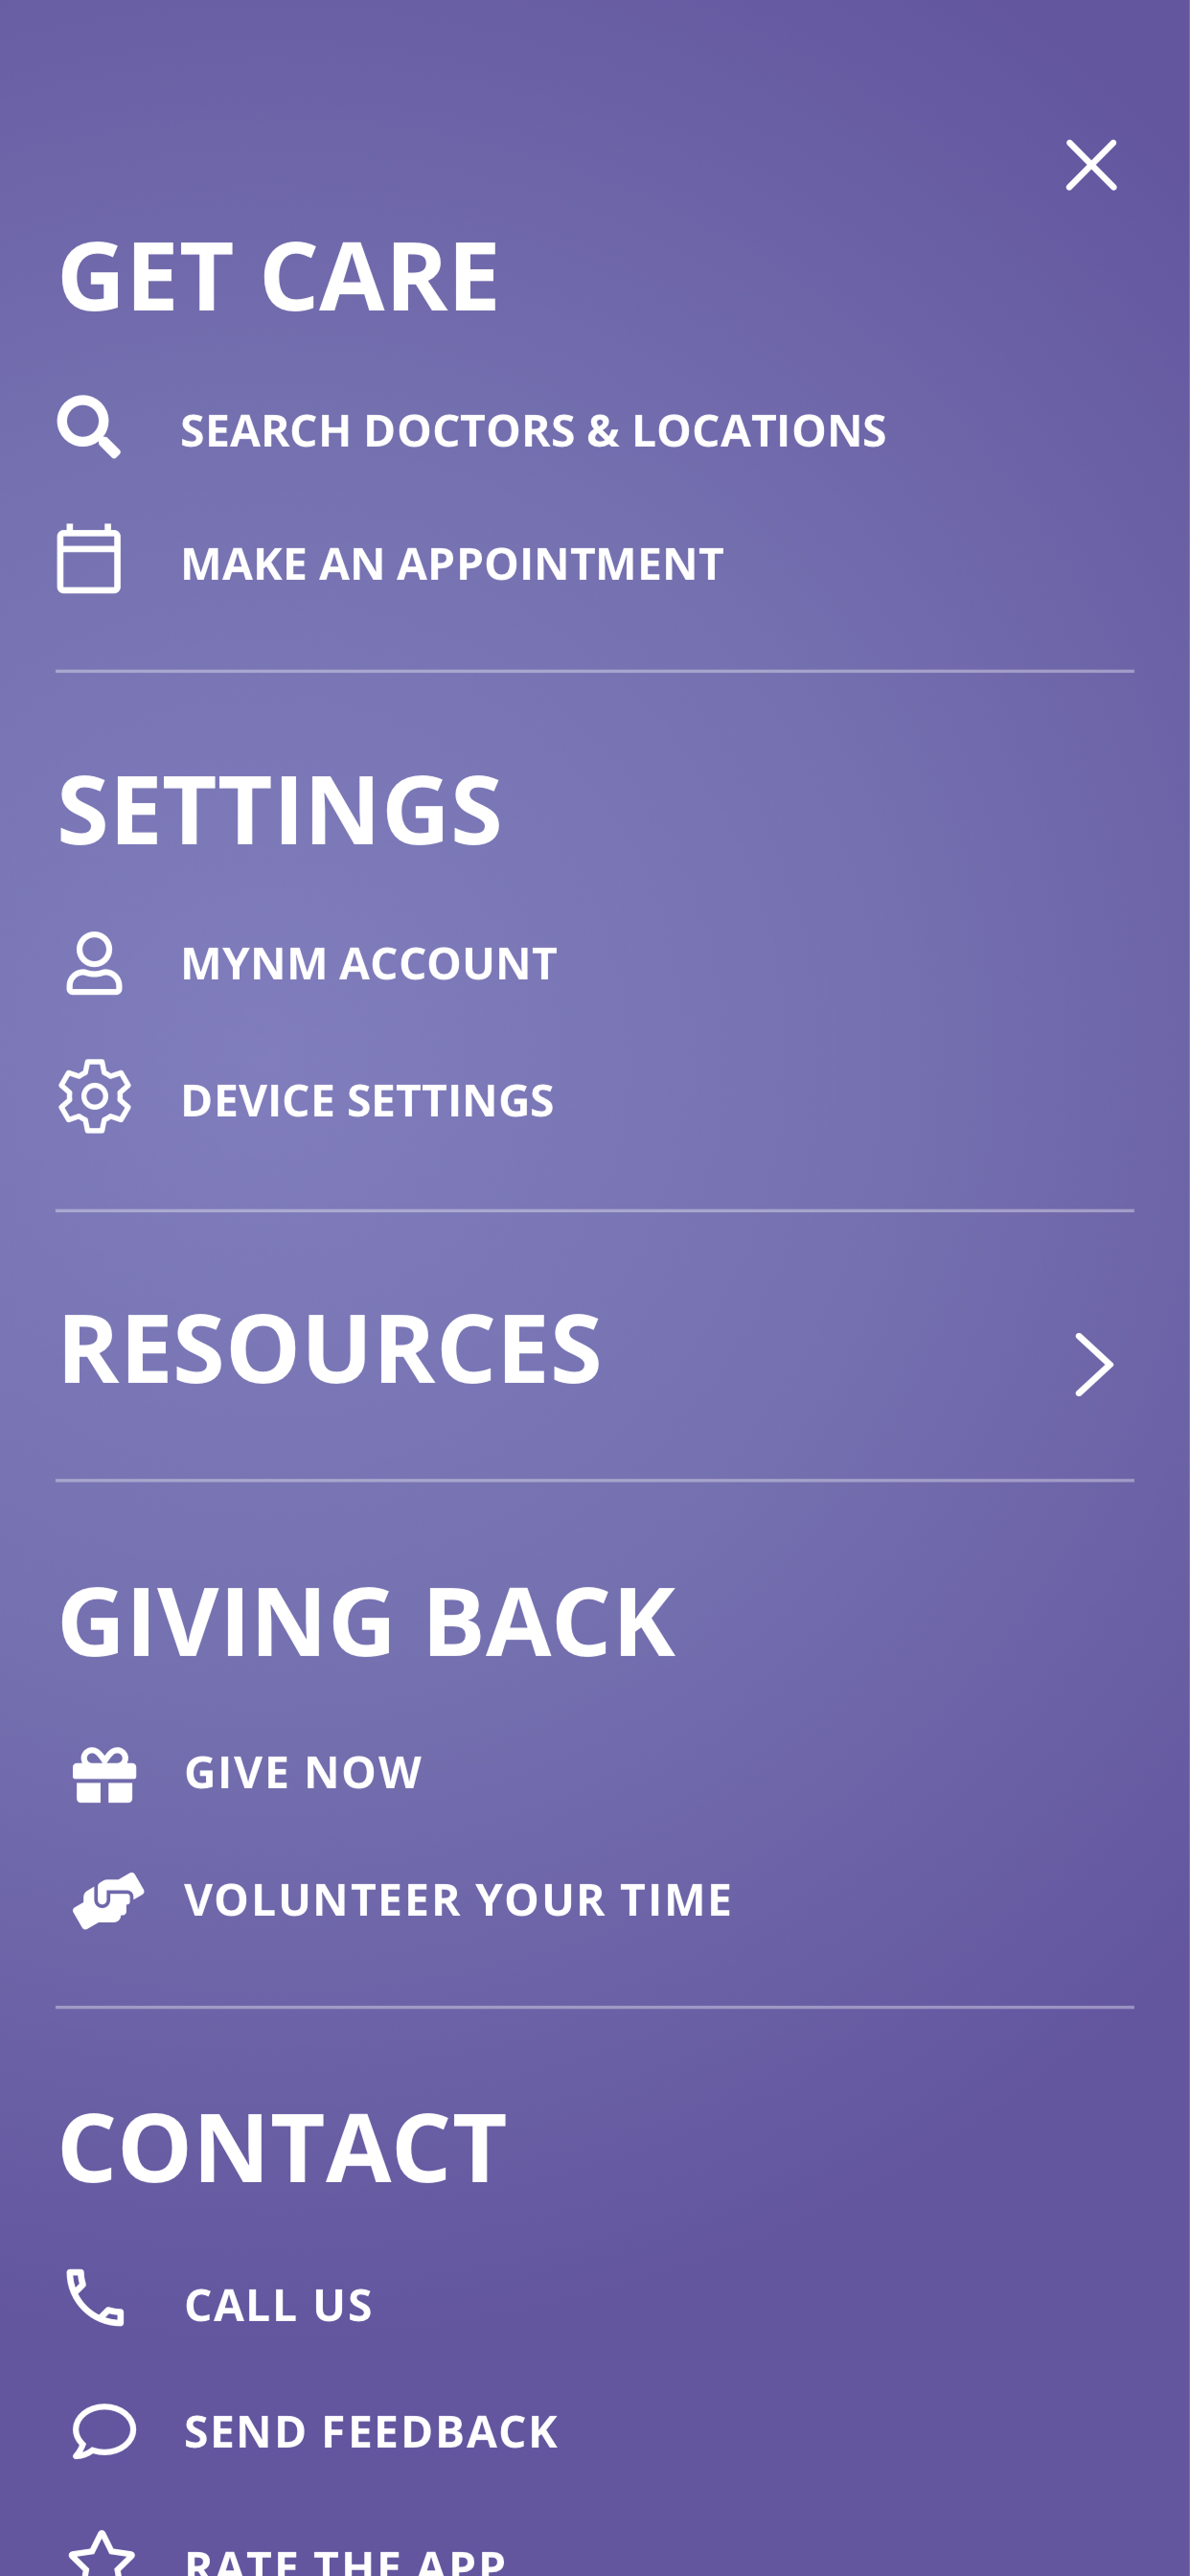 GET CARE
SEARCH DOCTORS & LOCATIONS
MAKE AN APPOINTMENT
SETTINGS
MYNM ACCOUNT
DEVICE SETTINGS
RESOURCES
GIVING BACK
GIVE NOW
VOLUNTEER YOUR TIME
CONTACT
CALL US
SEND FEEDBACK
RATE THE APP